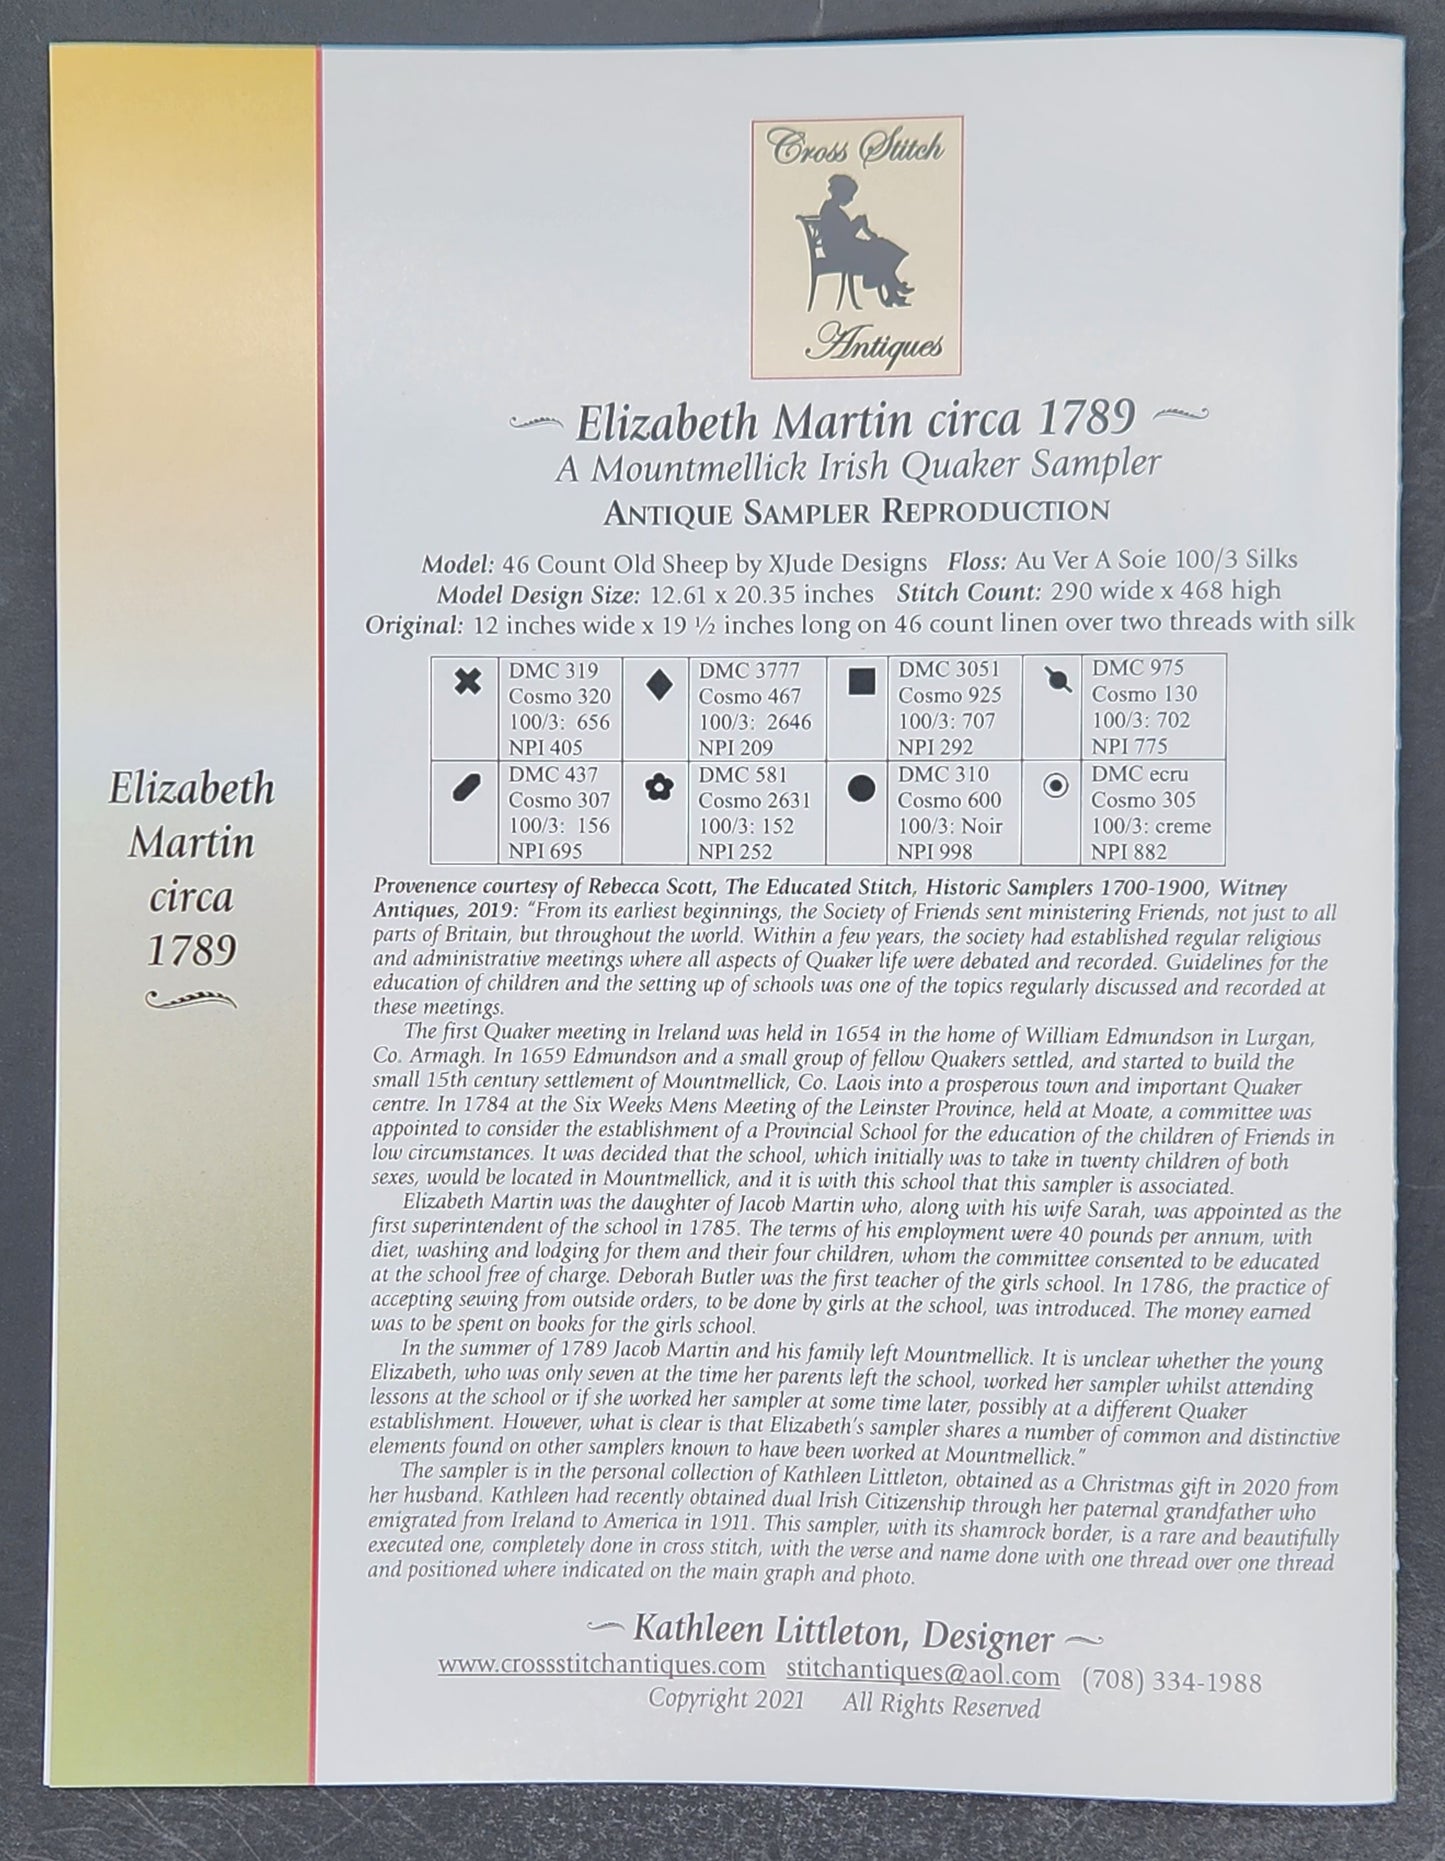 Cross Stitch
Antiques
Elizabeth Martin circa 1789
A Mountmellick Irish Quaker Sampler
ANTIQUE SAMPLER REPRODUCTION
Model: 46 Count Old Sheep by XJude Designs Floss: Au Ver A Soie 100/3 Silks
Model Design Size: 12.61 x 20.35 inches Stitch Count: 290 wide x 468 high
Original: 12 inches wide x 19 ½ inches long on 46 count linen over two threads with silk
DMC 319 DMC 3777 DMC 3051 DMC 975
Cosmo 320 Cosmo 467 Cosmo 925 Cosmo 130
100/3: 656 100/3: 2646 100/3: 707 100/3: 702
NPI 405 NPI 209 NPI 292 NPI 775
DMC 437 DMC 581 DMC 310 DMC ecru
Cosmo 307 Cosmo 2631 Cosmo 600 Cosmo 305
100/3: 156 100/3: 152 100/3: Noir 100/3: creme
NPI 695 NPI 252 NPI 998 NPI 882
Provenence courtesy of Rebecca Scott, The Educated Stitch, Historic Samplers 1700-1900, Witney
Antiques, 2019: “From its earliest beginnings, the Society of Friends sent ministering Friends, not just to all
parts of Britain, but throughout the world. Within a few years, the society had established regular religious
and administrative meetings where all aspects of Quaker life were debated and recorded. Guidelines for the
education of children and the setting up of schools was one of the topics regularly discussed and recorded at
these meetings.
The first Quaker meeting in Ireland was held in 1654 in the home of William Edmundson in Lurgan,
Co. Armagh. In 1659 Edmundson and a small group of fellow Quakers settled, and started to build the
small 15th century settlement of Mountmellick, Co. Laois into a prosperous town and important Quaker
centre. In 1784 at the Six Weeks Mens Meeting of the Leinster Province, held at Moate, a committee was
appointed to consider the establishment of a Provincial School for the education of the children of Friends in
low circumstances. It was decided that the school, which initially was to take in twenty children of both
sexes, would be located in Mountmellick, and it is with this school that this sampler is associated.
Elizabeth Martin was the daughter of Jacob Martin who, along with his wife Sarah, was appointed as the
first superintendent of the school in 1785. The terms of his employment were 40 pounds per annum, with
diet, washing and lodging for them and their four children, whom the committee consented to be educated
at the school free of charge. Deborah Butler was the first teacher of the girls school. In 1786, the practice of
accepting sewing from outside orders, to be done by girls at the school, was introduced. The money earned
was to be spent on books for the girls school.
In the summer of 1789 Jacob Martin and his family left Mountmellick. It is unclear whether the young
Elizabeth, who was only seven at the time her parents left the school, worked her sampler whilst attending
lessons at the school or if she worked her sampler at some time later, possibly at a different Quaker
establishment. However, what is clear is that Elizabeth’s sampler shares a number of common and distinctive
elements found on other samplers known to have been worked at Mountmellick.”
The sampler is in the personal collection of Kathleen Littleton, obtained as a Christmas gift in 2020 from
her husband. Kathleen had recently obtained dual Irish Citizenship through her paternal grandfather who
emigrated from Ireland to America in 1911. This sampler, with its shamrock border, is a rare and beautifully
executed one, completely done in cross stitch, with the verse and name done with one thread over one thread
and positioned where indicated on the main graph and photo.
Kathleen Littleton, Designer
www.crossstitchantiques.com stitchantiques@aol.com (708) 334-1988
Copyright 2021 All Rights Reserved
Elizabeth
Martin
circa
1789